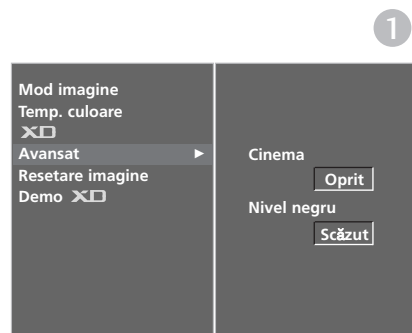 1
Mod imagine
Temp. culoare
XD
Avansat ►
Resetare imagine
Demo XD
Cinema
Oprit
Nivel negru
Scăzut